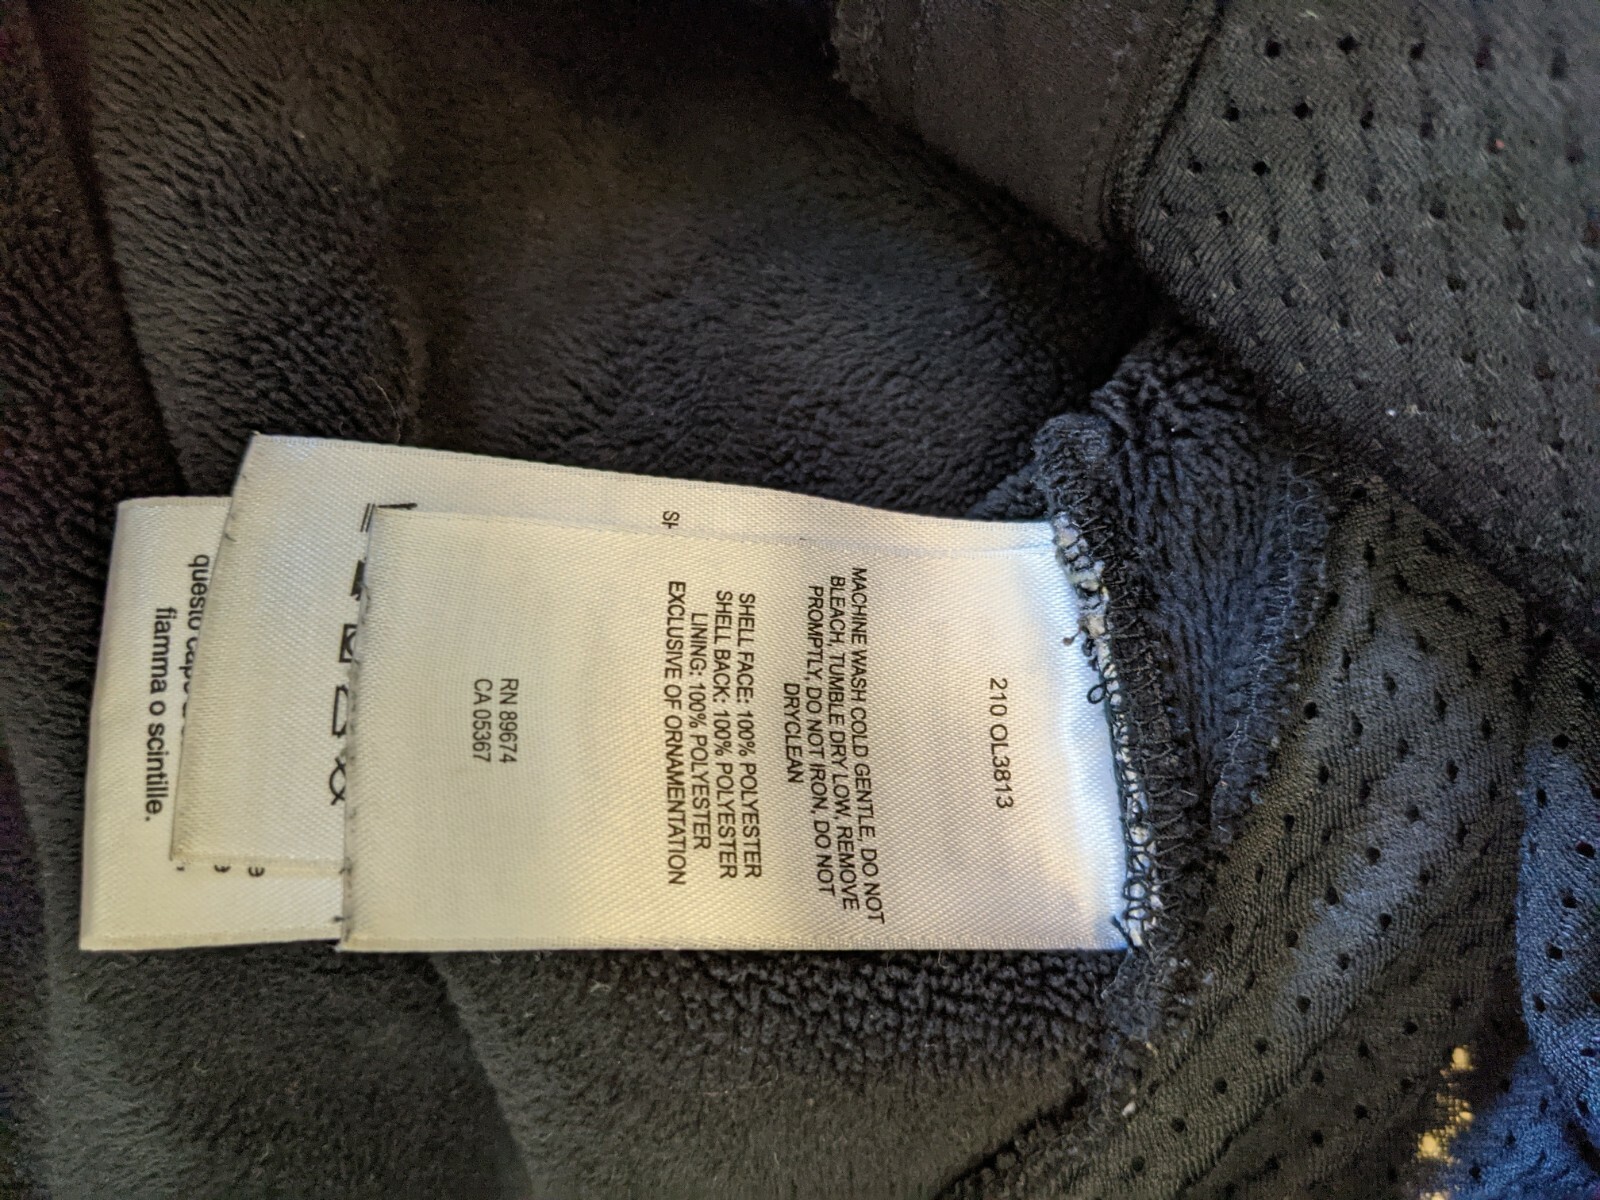 210 OL3813
MACHINE WASH COLD GENTLE, DO NOT
BLEACH, TUMBLE DRY LOW, REMOVE
PROMPTLY, DO NOT IRON, DO NOT
DRYCLEAN
SHELL FACE: 100% POLYESTER
SHELL BACK: 100% POLYESTER
LINING: 100% POLYESTER
EXCLUSIVE OF ORNAMENTATION
RN 89674
CA 05367
questo
fiamma o scintille.